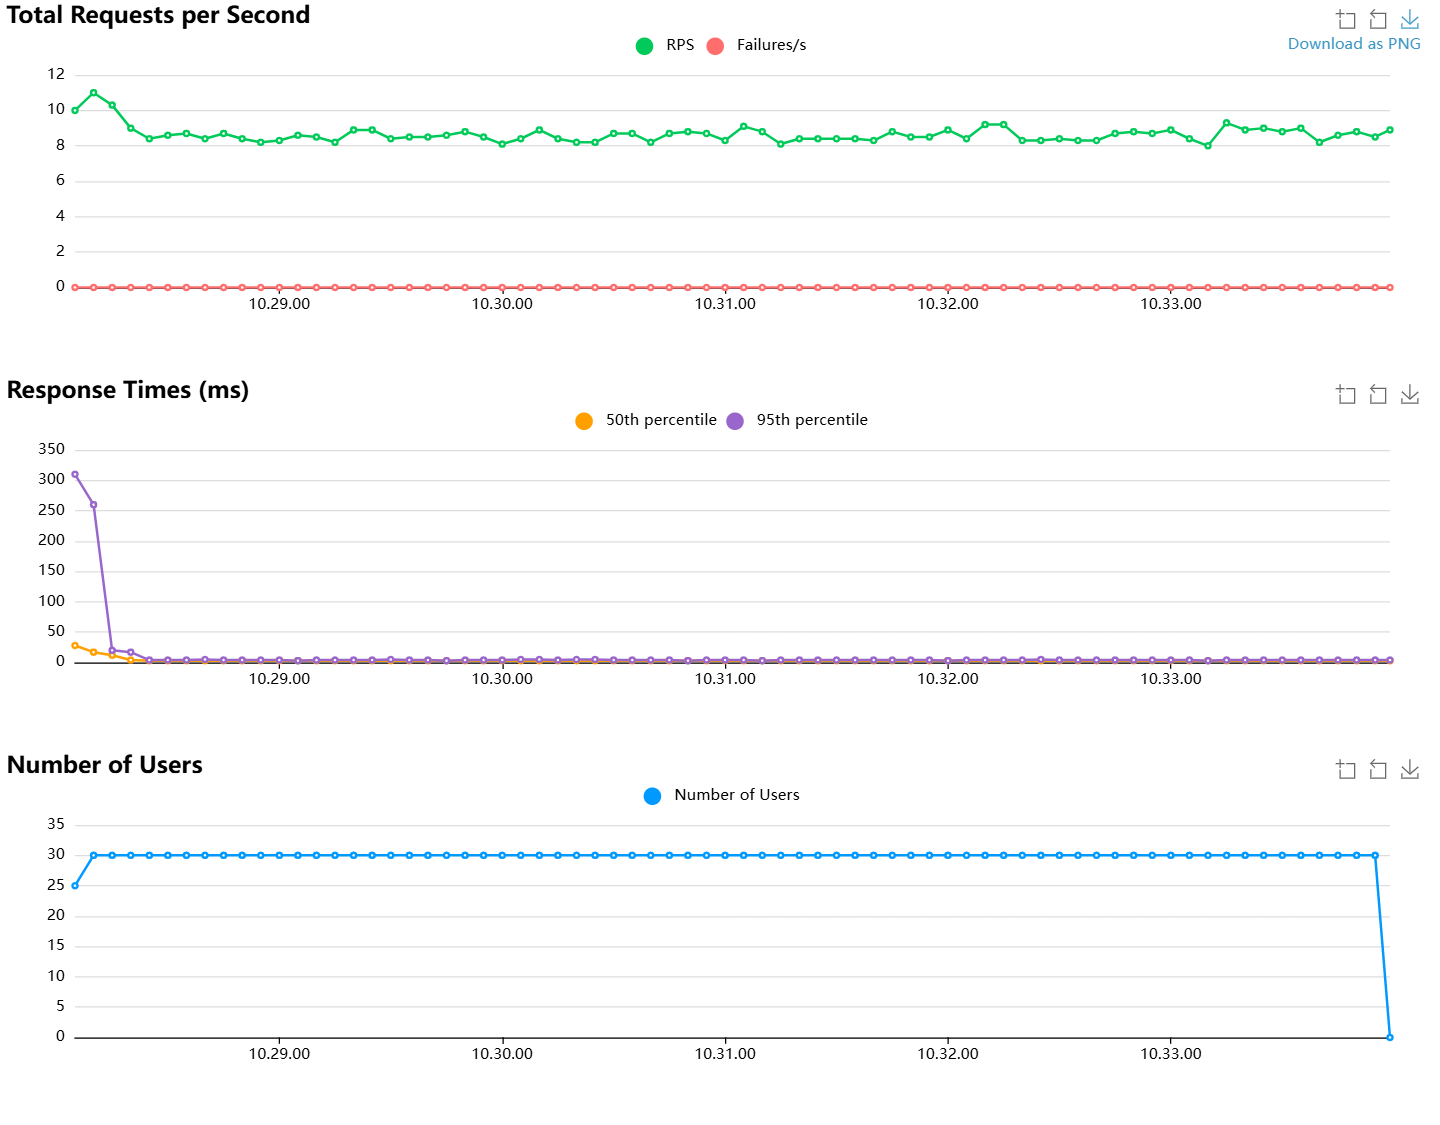 Total Requests per Second
Download as PNG
RPS Failures/s
12
10
8
6
4
2
0
10.29.00 10.30.00 10.31.00 10.32.00 10.33.00
Response Times (ms)
50th percentile 95th percentile
350
300
250
200
150
100
50
0
10.29.00 10.30.00 10.31.00 10.32.00 10.33.00
Number of Users
Number of Users
35
30
25
20
15
10
5
0
10.29.00 10.30.00 10.31.00 10.32.00 10.33.00